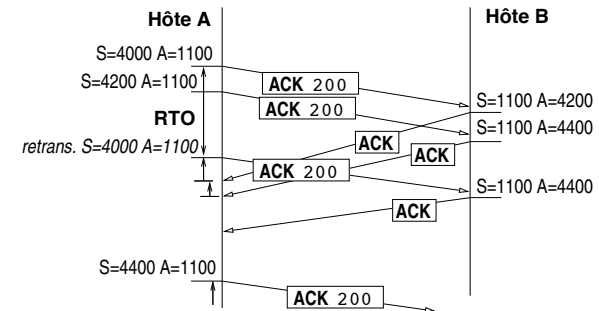 Hôte A
Hôte B
S=4000 A=1100
S=4200 A=1100
ACK 200
ACK 200
S=1100 A=4200
RTO
S=1100 A=4400
ACK
retrans. S=4000 A=1100
ACK
ACK 200
S=1100 A=4400
ACK
S=4400 A=1100
ACK 200